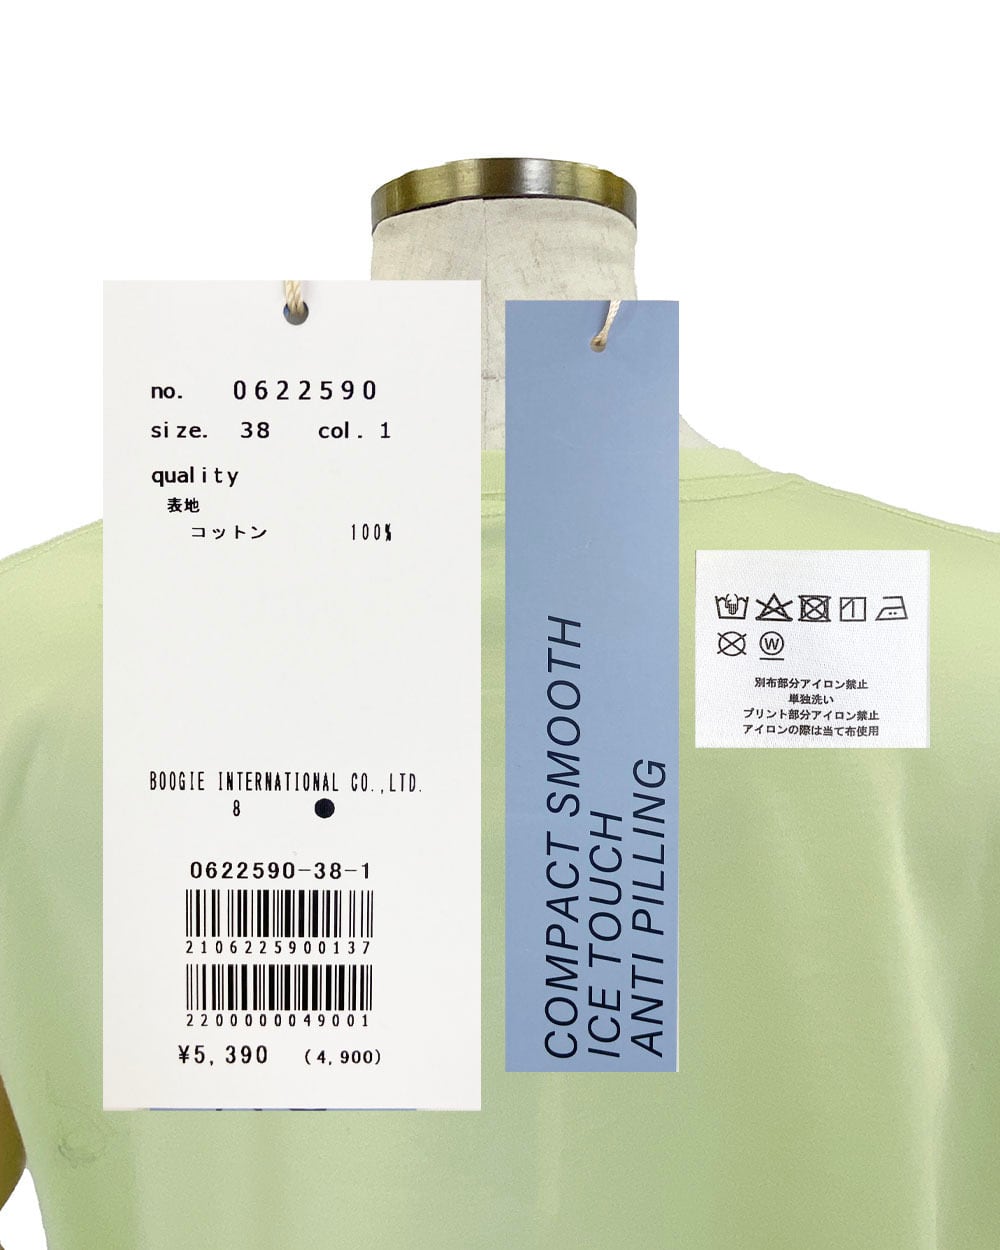 no. 0622590
size. 38 col. 1
quality
表地
コットン 100%
BOOGIE INTERNATIONAL CO.,LTD.
8 ●
0622590-38-1
2106225900137
2200000049001
¥5,390 (4,900)
COMPACT SMOOTH
ICE TOUCH
ANTI PILLING
W
別布部分アイロン禁止
単独洗い
プリント部分アイロン禁止
アイロンの際は当て布使用